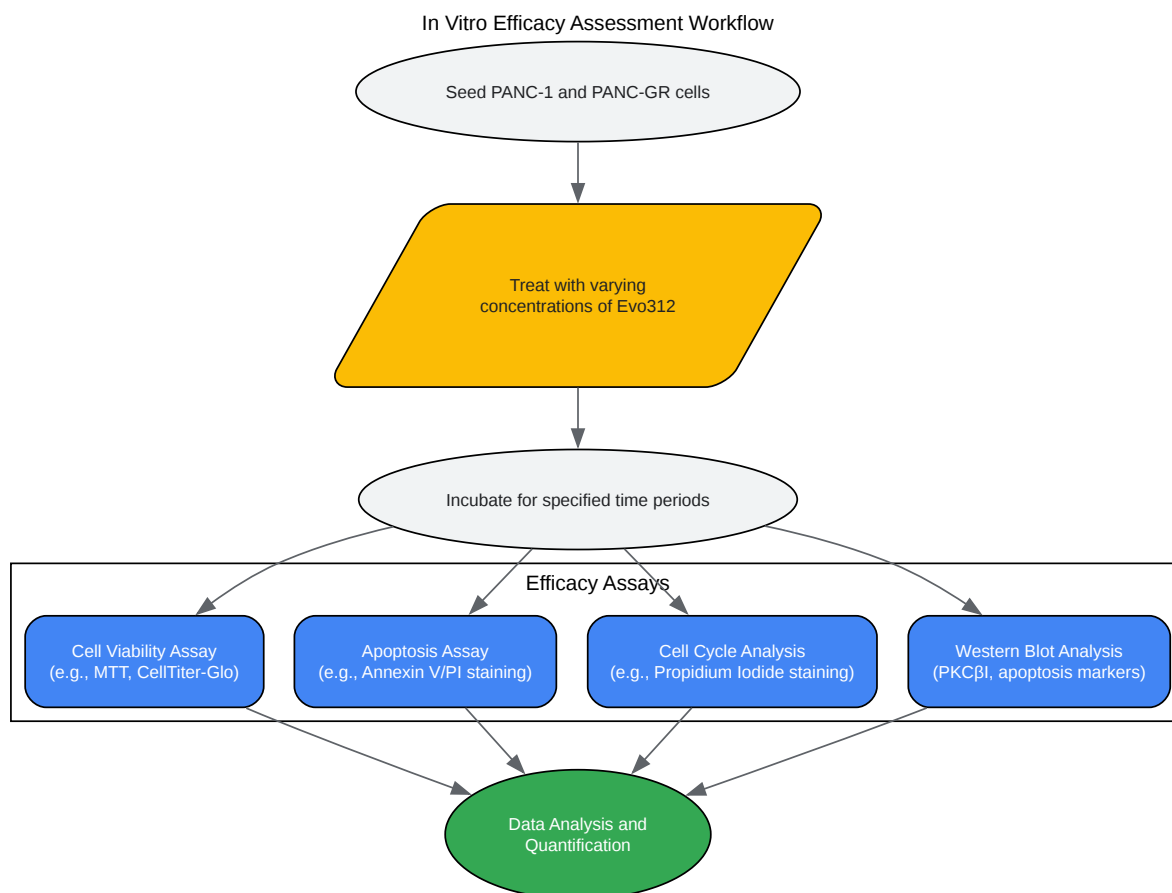 In Vitro Efficacy Assessment Workflow
Seed PANC-1 and PANC-GR cells
Treat with varying
concentrations of Evo312
Incubate for specified time periods
Efficacy Assays
Cell Viability Assay
(e.g., MTT, CellTiter-Glo)
Apoptosis Assay
(e.g., Annexin V/PI staining)
Cell Cycle Analysis
(e.g., Propidium Iodide staining)
Western Blot Analysis
(PKCβI, apoptosis markers)
Data Analysis and
Quantification